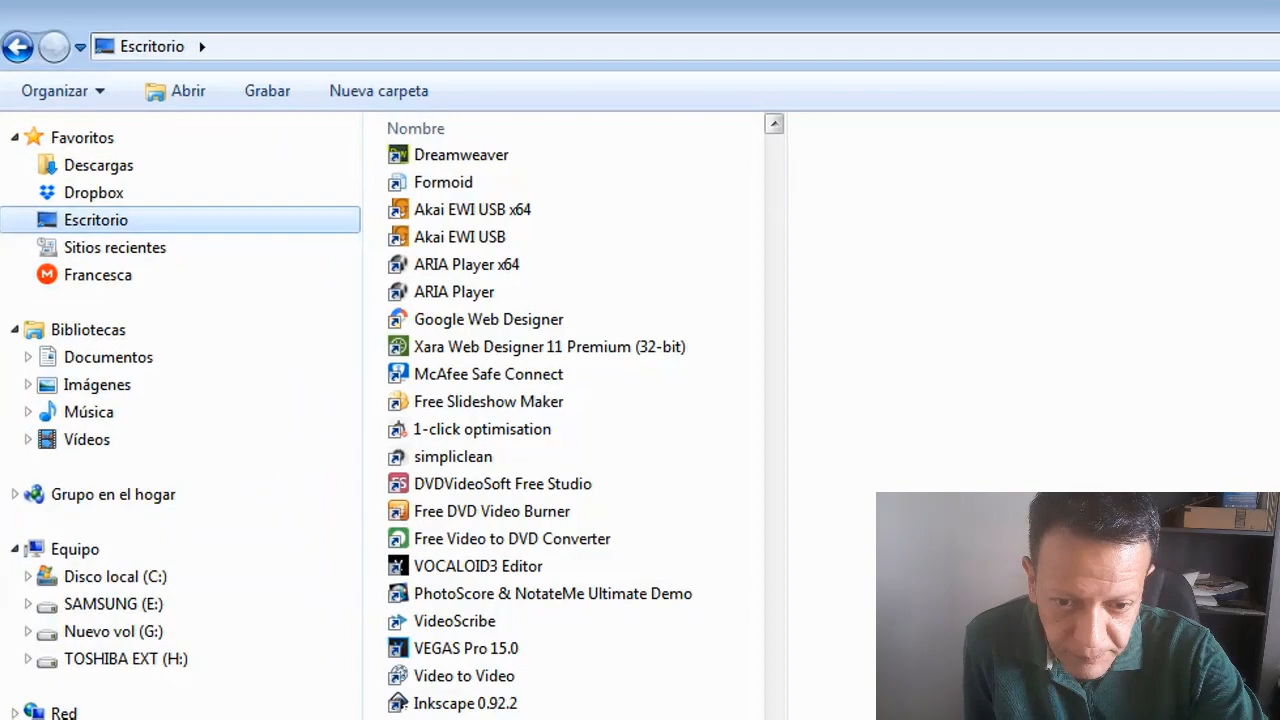 Escritorio
Organizar
Abrir
Grabar
Nueva carpeta
Favoritos
Descargas
Dropbox
Escritorio
Sitios recientes
Francesca
Bibliotecas
Documentos
Imágenes
Música
Vídeos
Grupo en el hogar
Equipo
Disco local (C:)
SAMSUNG (E:)
Nuevo vol (G:)
TOSHIBA EXT (H:)
Red
Nombre
Dreamweaver
Formoid
Akai EWI USB x64
Akai EWI USB
ARIA Player x64
ARIA Player
Google Web Designer
Xara Web Designer 11 Premium (32-bit)
McAfee Safe Connect
Free Slideshow Maker
1-click optimisation
simpliclean
DVDVideoSoft Free Studio
Free DVD Video Burner
Free Video to DVD Converter
VOCALOID3 Editor
PhotoScore & NotateMe Ultimate Demo
VideoScribe
VEGAS Pro 15.0
Video to Video
Inkscape 0.92.2